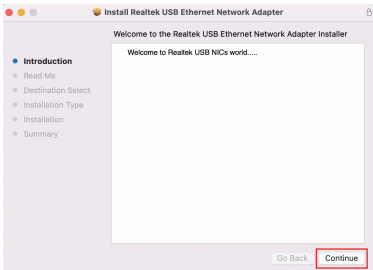 Install Realtek USB Ethernet Network Adapter
Welcome to the Realtek USB Ethernet Network Adapter Installer
Introduction
Read Me
Destination Select
Installation Type
Installation
Summary
Welcome to Realtek USB NICs world.....
Go Back
Continue